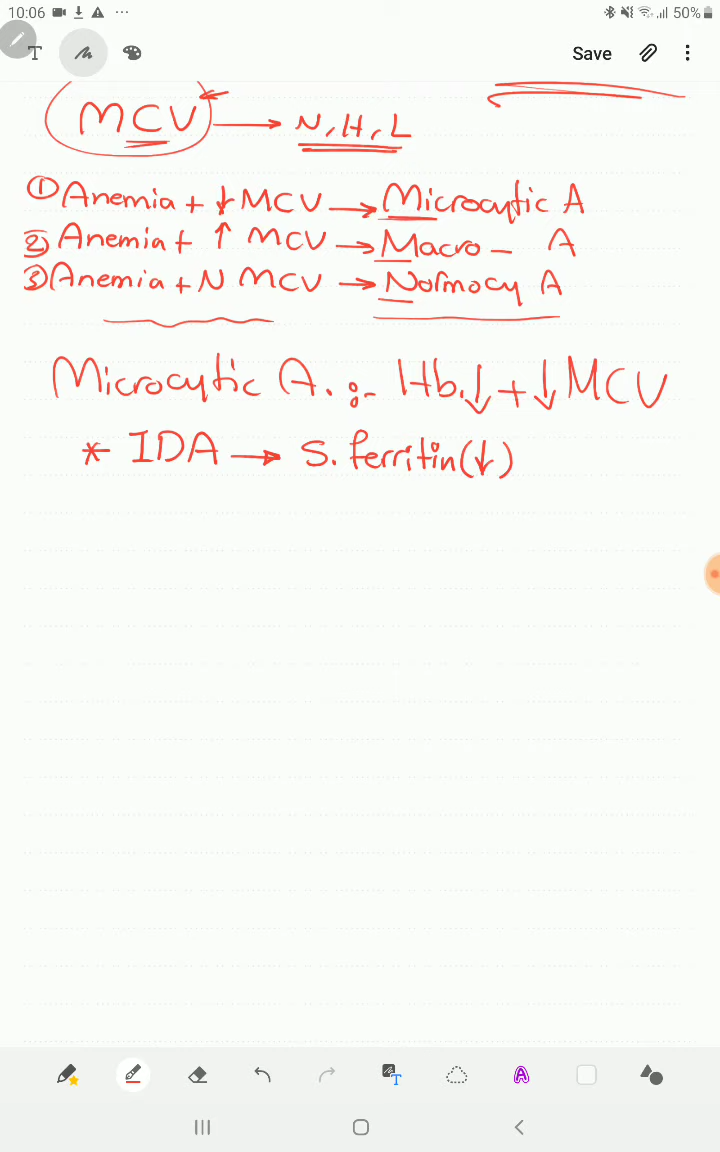 10:06 ... 50%
T Save
MCV → N, H, L
① Anemia + ↓ MCV → Microcytic A
② Anemia + ↑ MCV → Macro — A
③ Anemia + N MCV → Normocy A
Microcytic A. :- Hb.↓ + ↓ MCV
* IDA → S. ferritin (↓)
T A